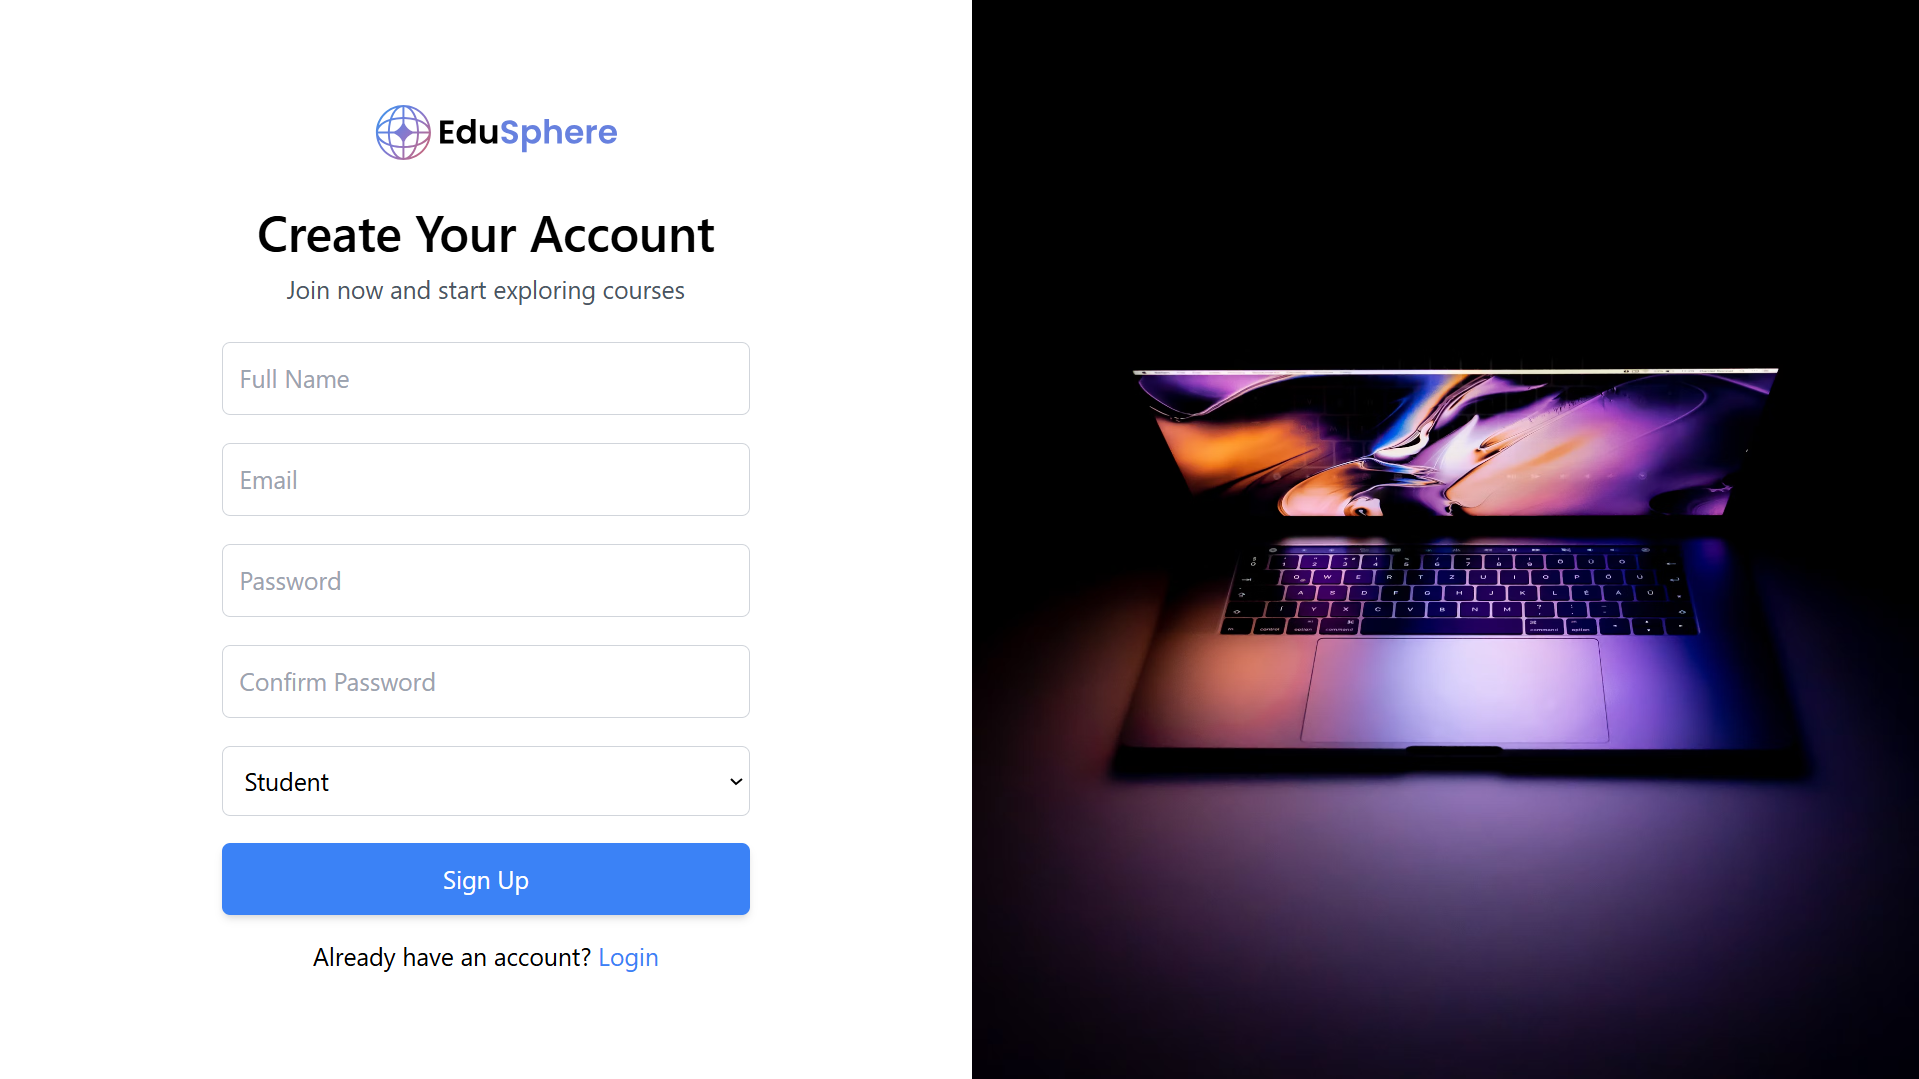 EduSphere
Create Your Account
Join now and start exploring courses
Full Name
Email
Password
Confirm Password
Student
Sign Up
Already have an account? Login